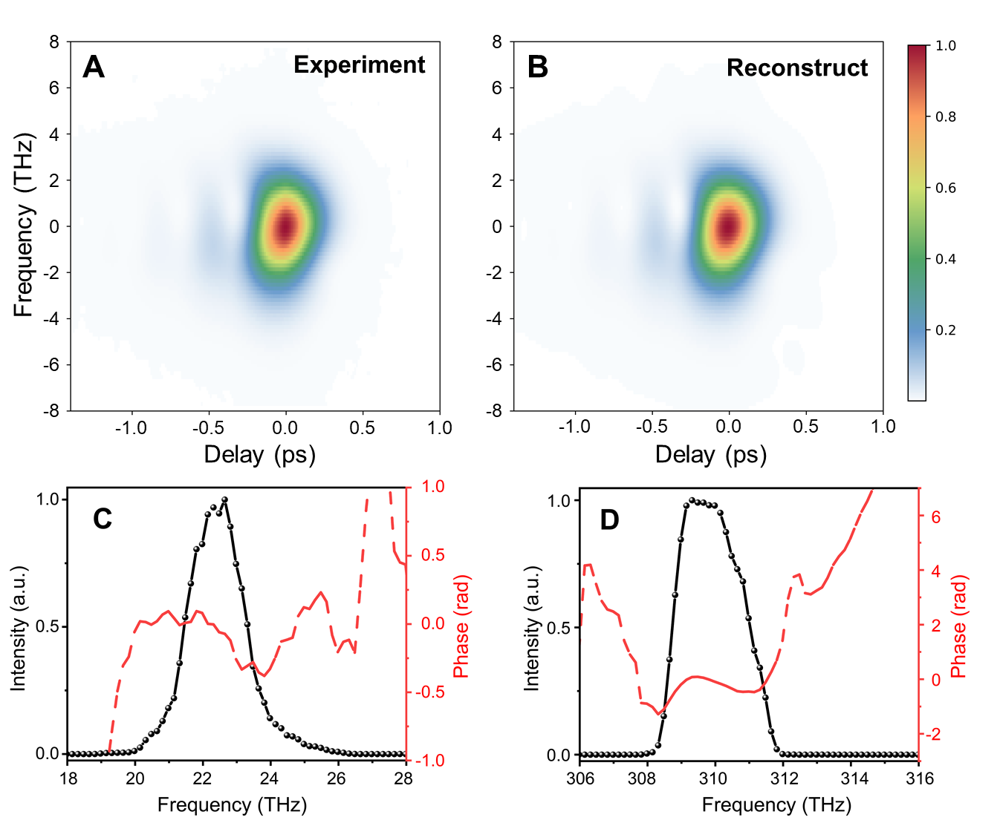 A
Experiment
8
6
4
2
0
-2
-4
-6
-8
Frequency (THz)
-1.0 -0.5 0.0 0.5 1.0
Delay (ps)
B
Reconstruct
8
6
4
2
0
-2
-4
-6
-8
-1.0 -0.5 0.0 0.5 1.0
Delay (ps)
1.0
0.8
0.6
0.4
0.2
C
1.0
0.5
0.0
Intensity (a.u.)
18 20 22 24 26 28
Frequency (THz)
1.0
0.5
0.0
-0.5
-1.0
Phase (rad)
D
1.0
0.5
0.0
Intensity (a.u.)
306 308 310 312 314 316
Frequency (THz)
6
4
2
0
-2
Phase (rad)